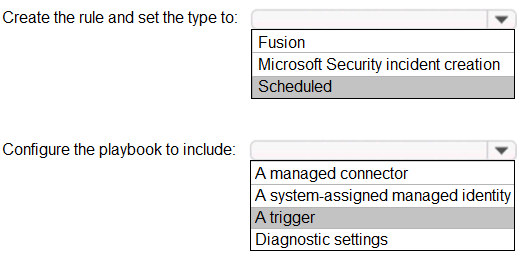 Create the rule and set the type to:
Fusion
Microsoft Security incident creation
Scheduled
Configure the playbook to include:
A managed connector
A system-assigned managed identity
A trigger
Diagnostic settings